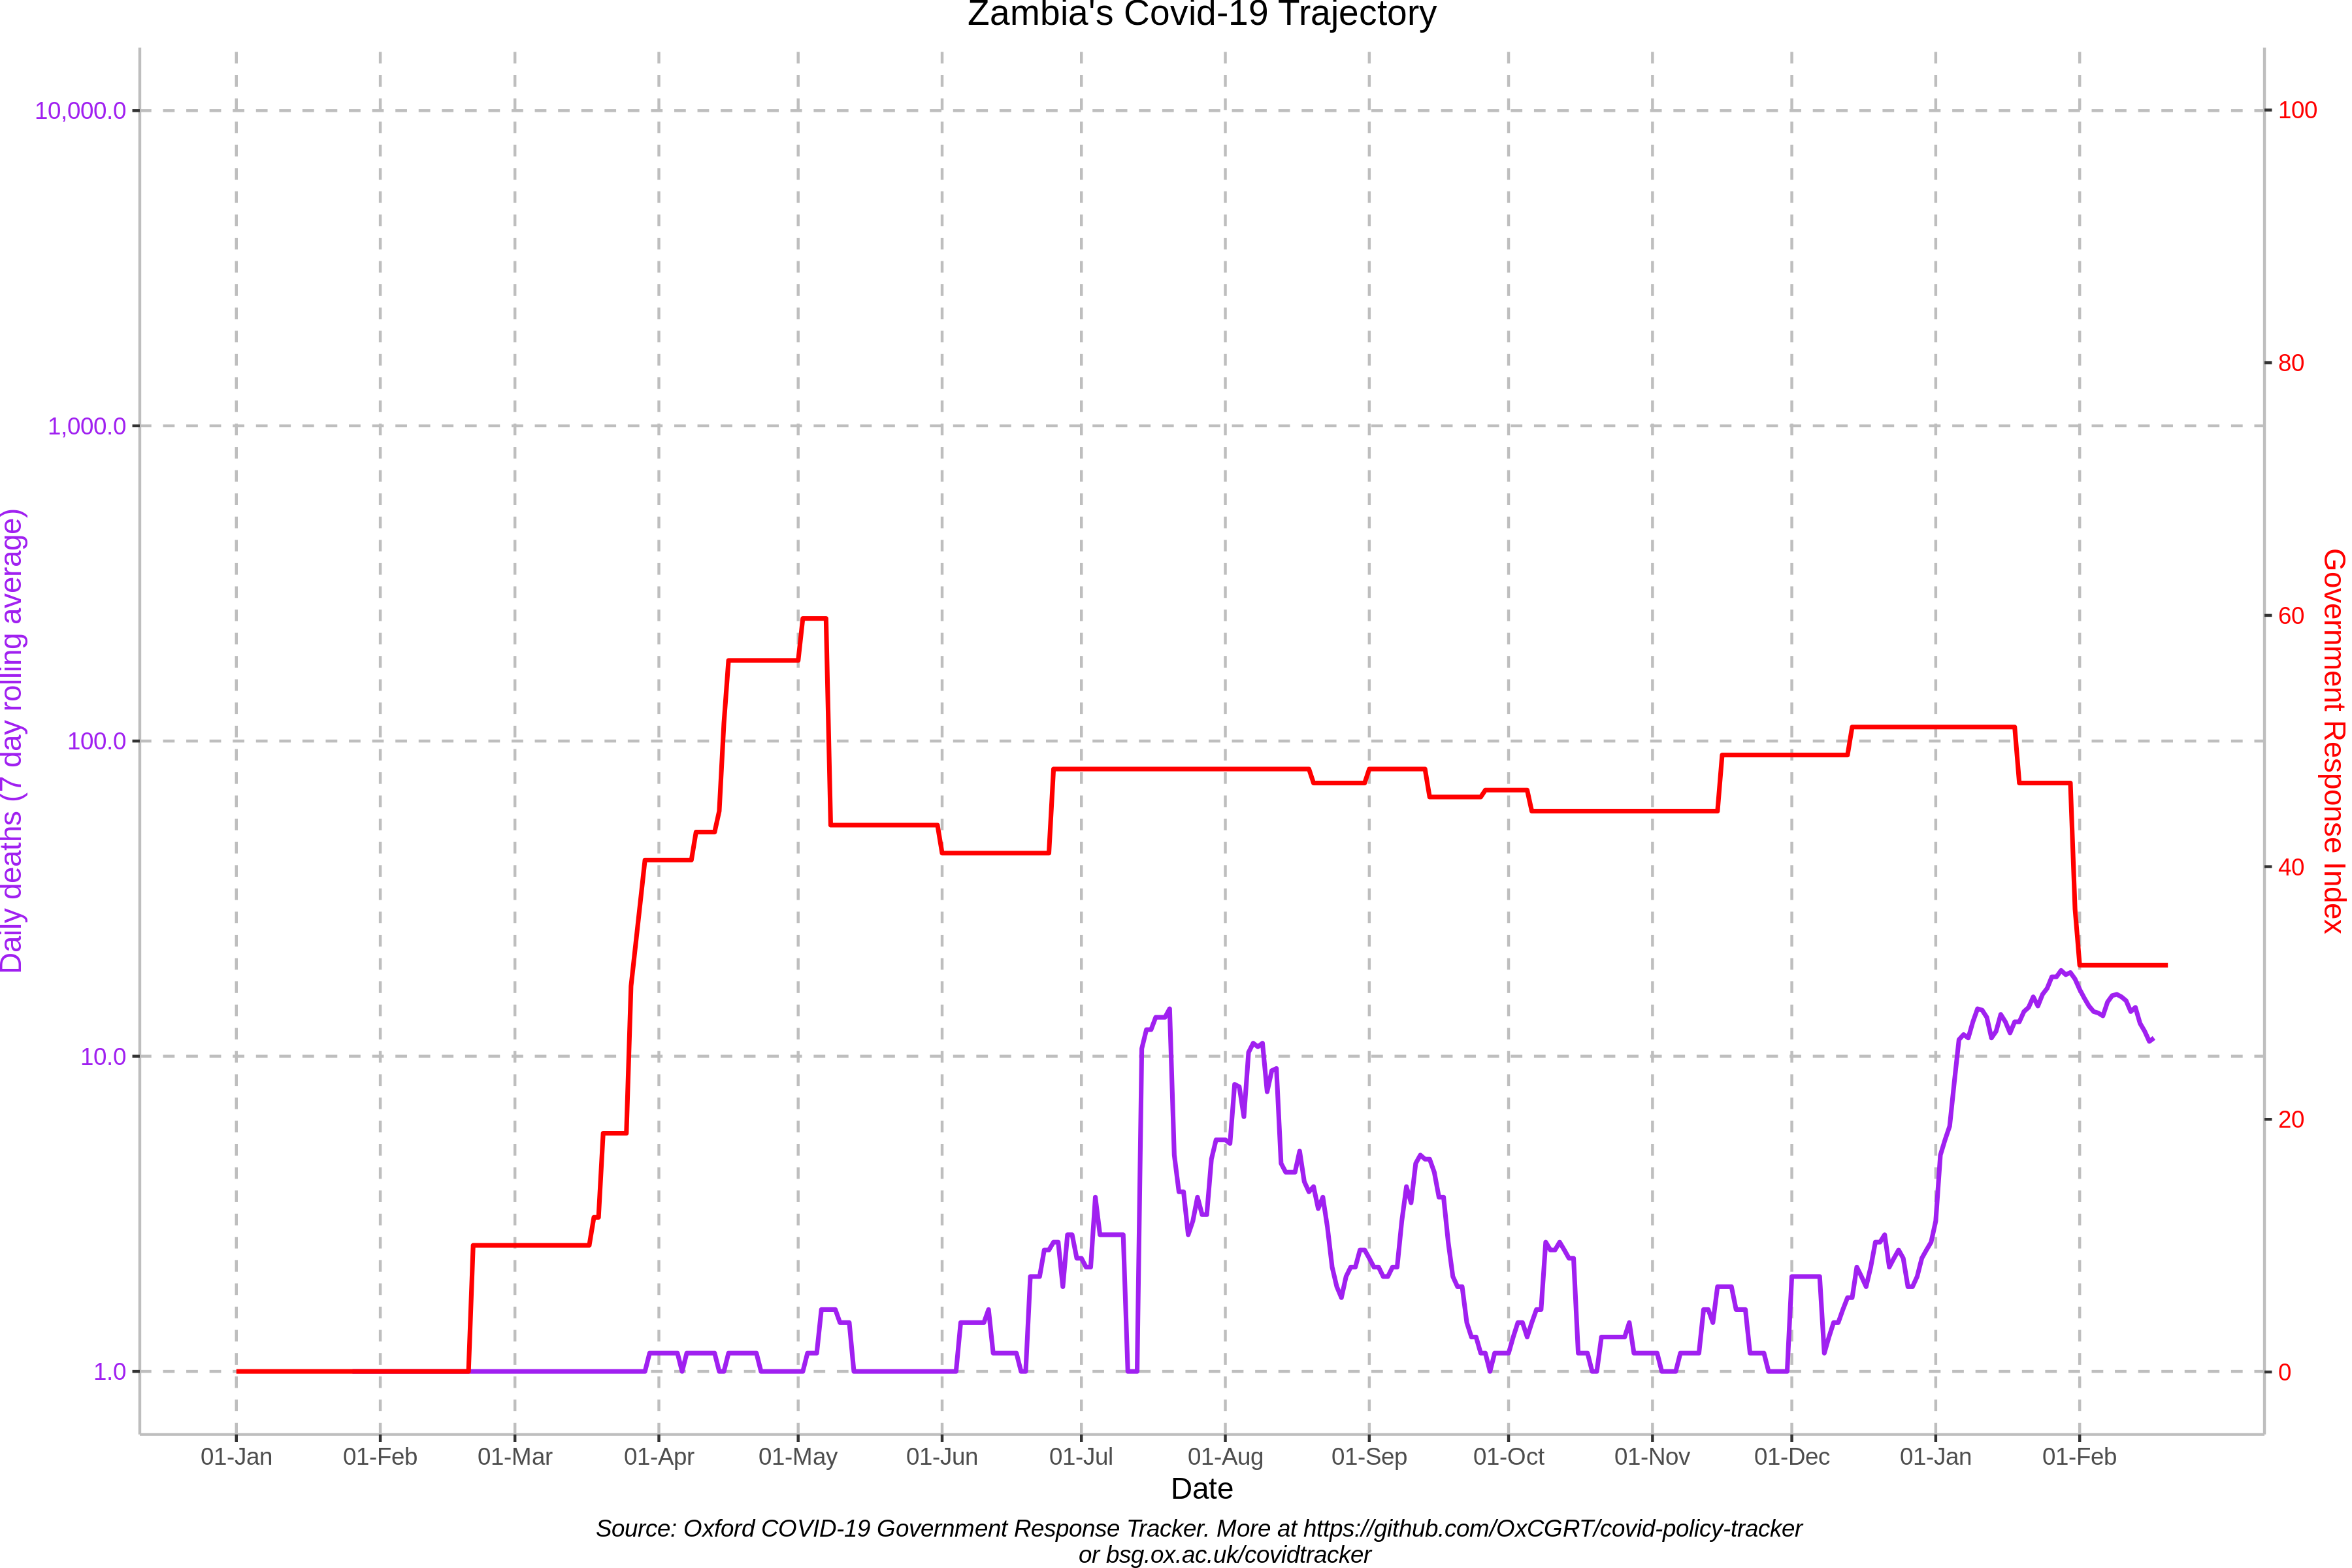 Zambia's Covid-19 Trajectory
10,000.0
1,000.0
100.0
10.0
1.0
Daily deaths (7 day rolling average)
100
80
60
40
20
0
Government Response Index
01-Jan 01-Feb 01-Mar 01-Apr 01-May 01-Jun 01-Jul 01-Aug 01-Sep 01-Oct 01-Nov 01-Dec 01-Jan 01-Feb
Date
Source: Oxford COVID-19 Government Response Tracker. More at https://github.com/OxCGRT/covid-policy-tracker
or bsg.ox.ac.uk/covidtracker